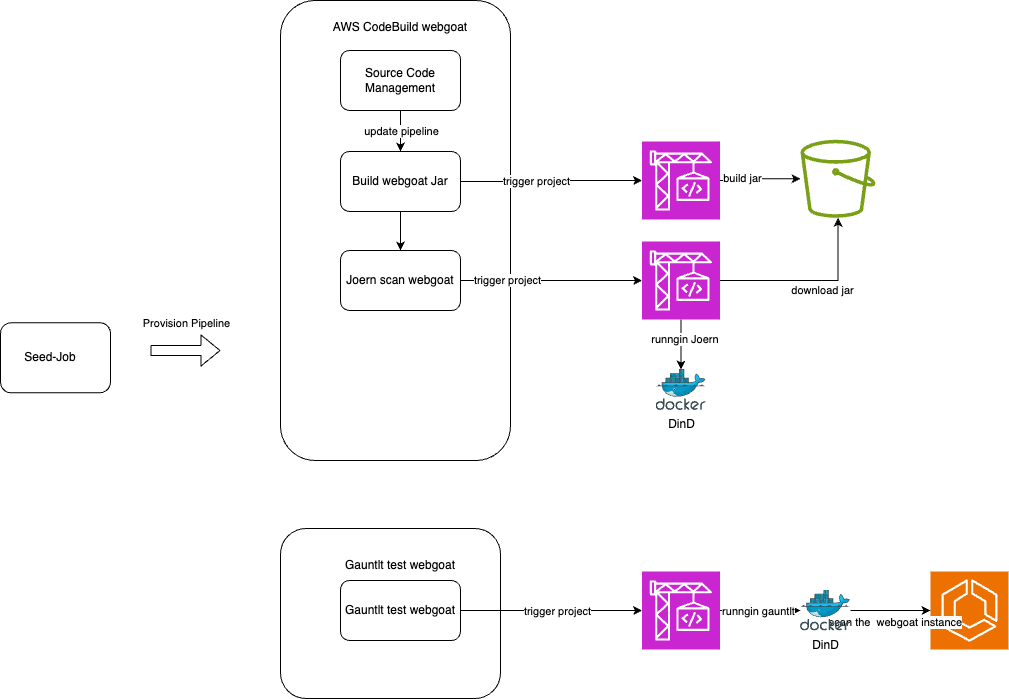 AWS CodeBuild webgoat
Source Code
Management
update pipeline
Build webgoat Jar
trigger project
build jar
Joern scan webgoat
trigger project
download jar
runngin Joern
docker
DinD
Provision Pipeline
Seed-Job
Gauntlt test webgoat
Gauntlt test webgoat
trigger project
runngin gauntlt
docker
scan the webgoat instance
DinD